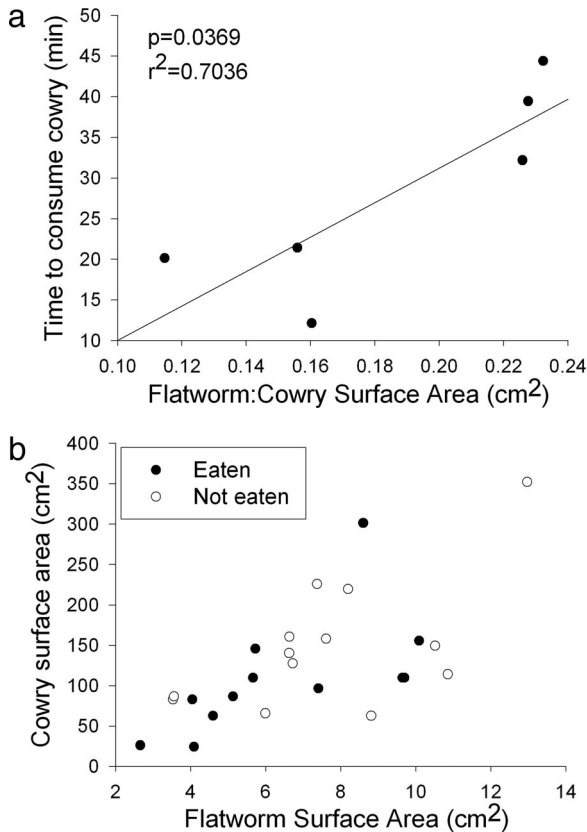 a
p=0.0369
r2=0.7036
Time to consume cowry (min)
50
45
40
35
30
25
20
15
10
0.10 0.12 0.14 0.16 0.18 0.20 0.22 0.24
Flatworm:Cowry Surface Area (cm2)
b
Eaten
Not eaten
Cowry surface area (cm2)
400
350
300
250
200
150
100
50
0
2 4 6 8 10 12 14
Flatworm Surface Area (cm2)